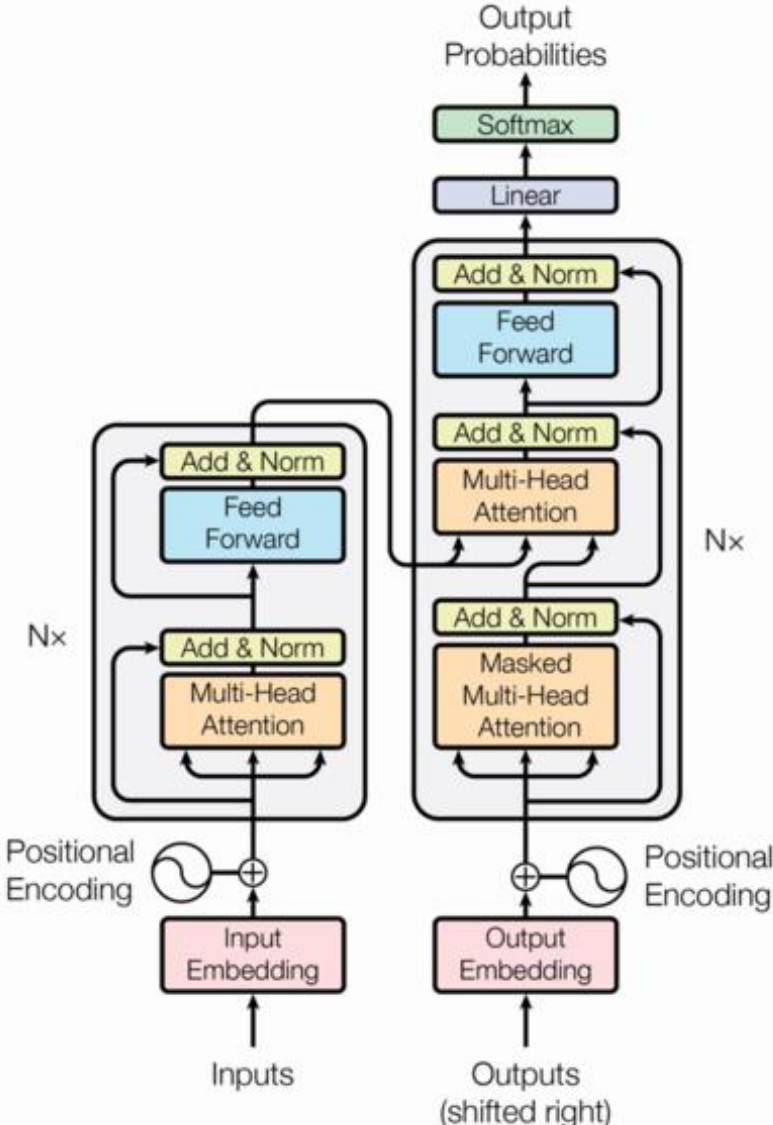 Output
Probabilities
Softmax
Linear
Add & Norm
Feed
Forward
Add & Norm
Multi-Head
Attention
Nx
Add & Norm
Masked
Multi-Head
Attention
Add & Norm
Feed
Forward
Nx
Add & Norm
Multi-Head
Attention
Positional
Encoding
Input
Embedding
Inputs
Positional
Encoding
Output
Embedding
Outputs
(shifted right)